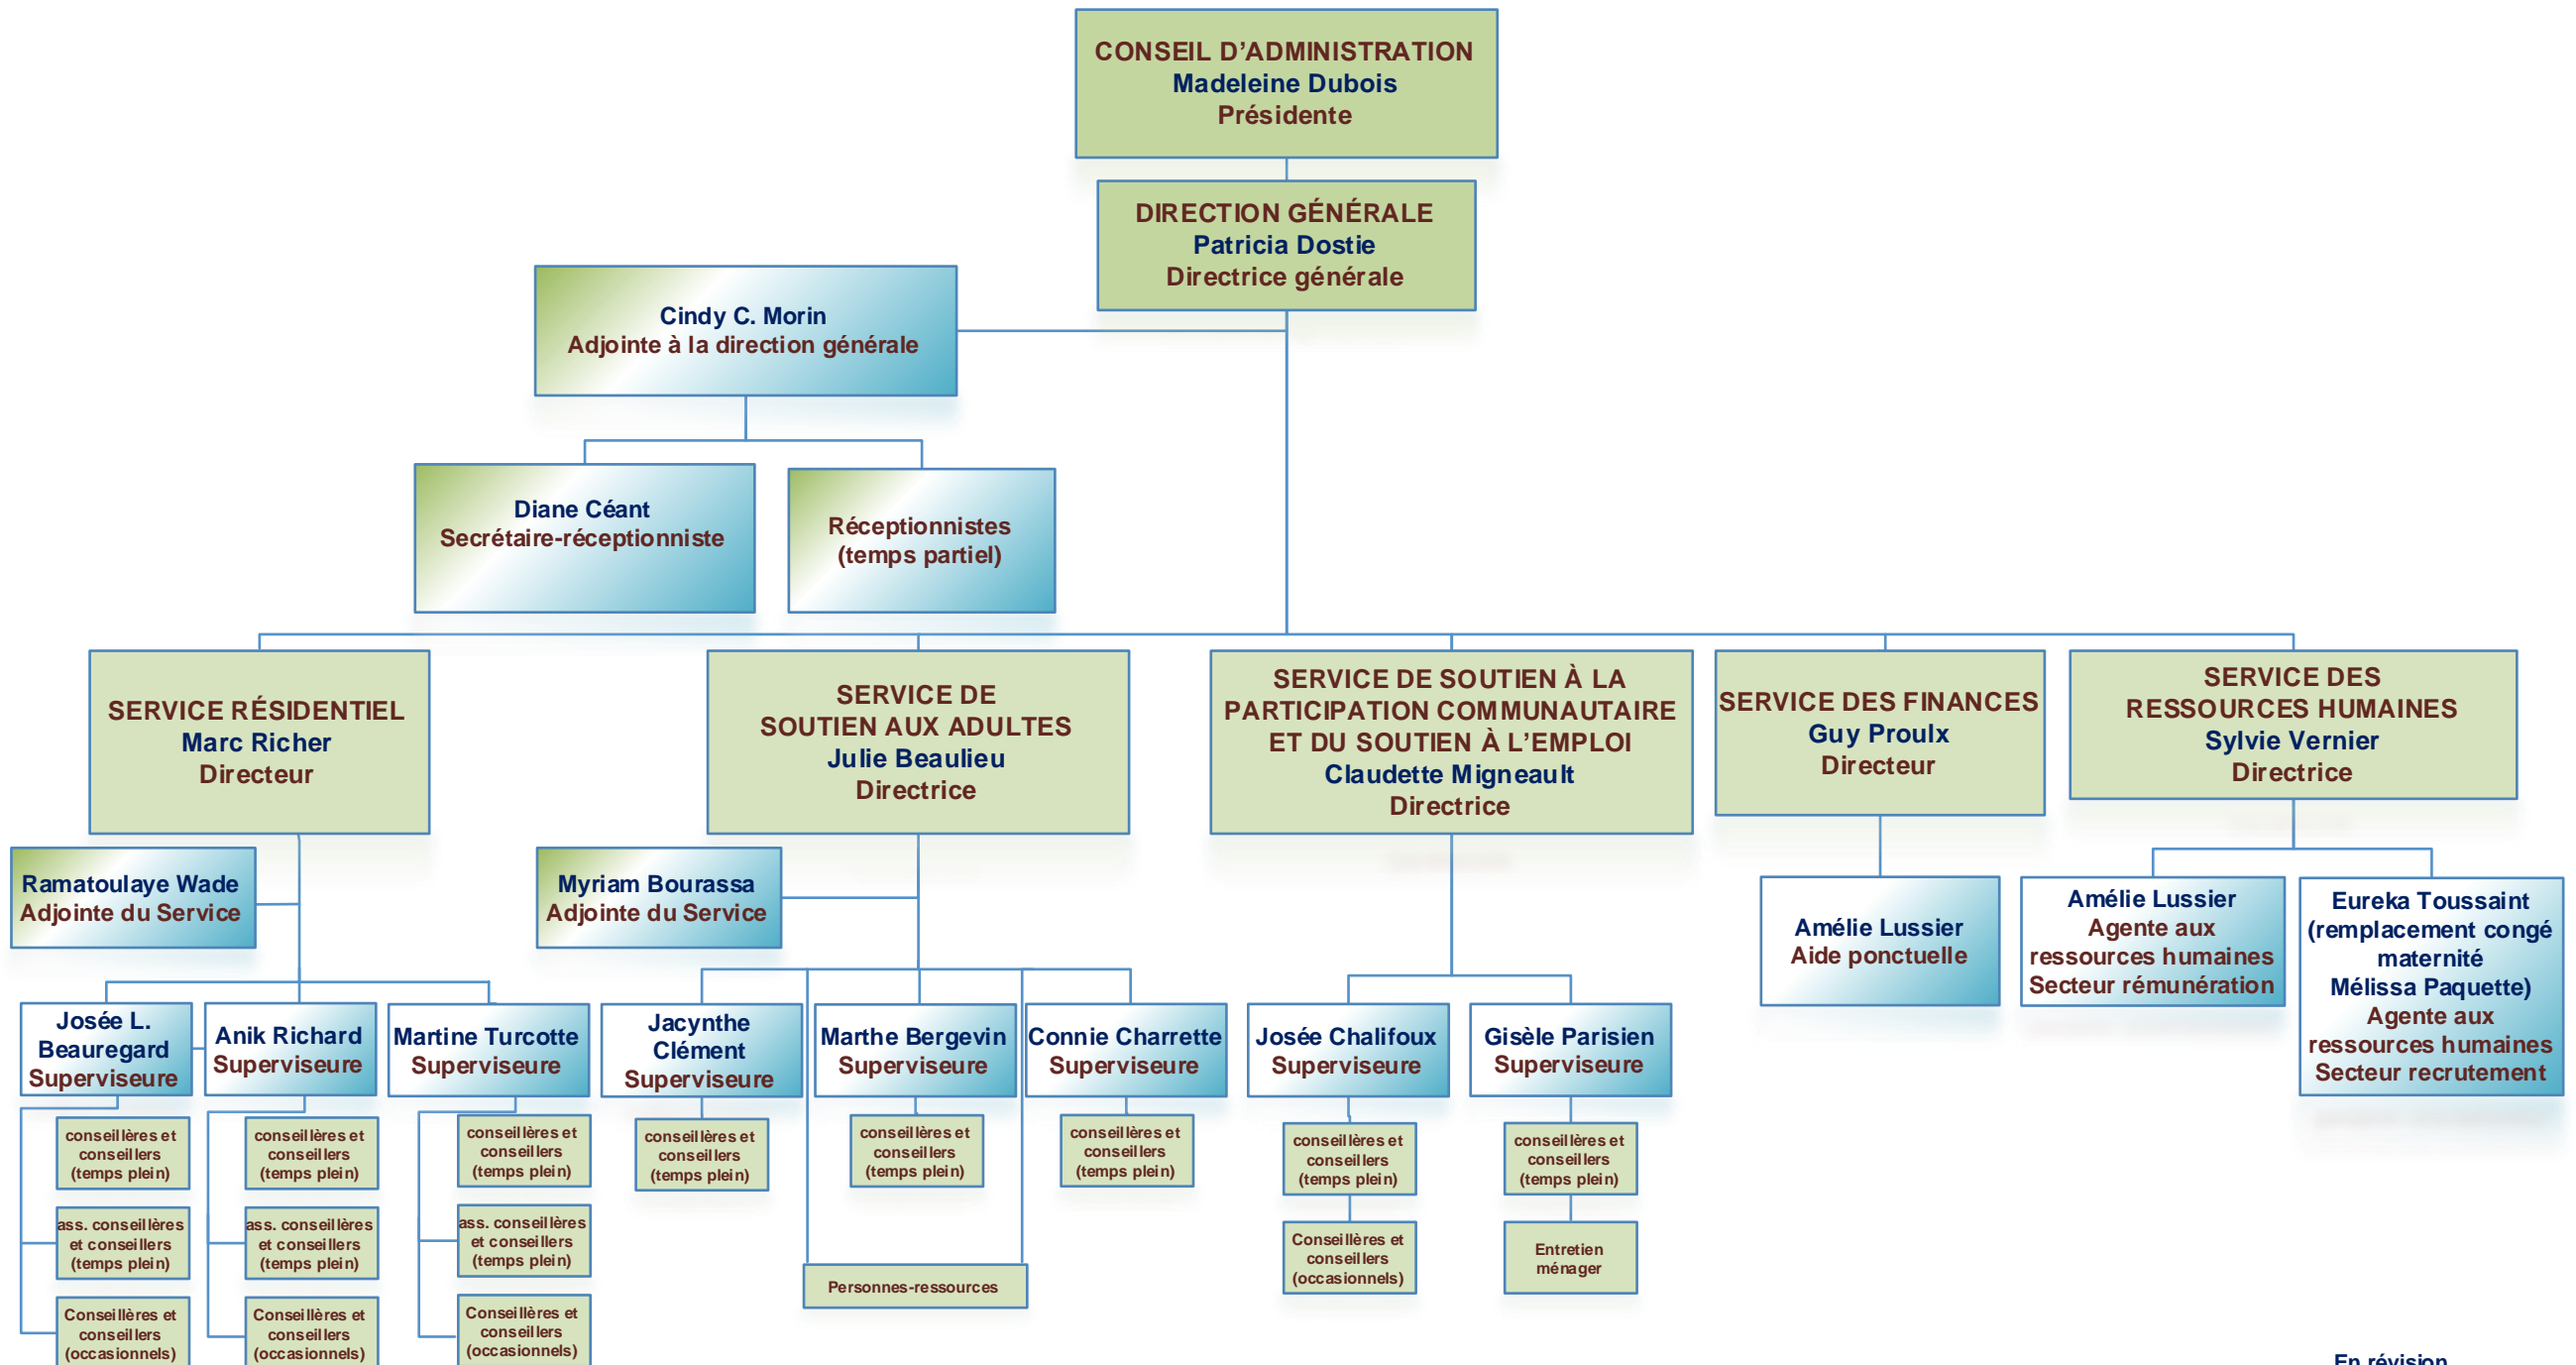 CONSEIL D’ADMINISTRATION
Madeleine Dubois
Présidente
DIRECTION GÉNÉRALE
Patricia Dostie
Directrice générale
Cindy C. Morin
Adjointe à la direction générale
Diane Céant
Secrétaire-réceptionniste
Réceptionnistes
(temps partiel)
SERVICE RÉSIDENTIEL
Marc Richer
Directeur
SERVICE DE
SOUTIEN AUX ADULTES
Julie Beaulieu
Directrice
SERVICE DE SOUTIEN À LA
PARTICIPATION COMMUNAUTAIRE
ET DU SOUTIEN À L’EMPLOI
Claudette Migneault
Directrice
SERVICE DES FINANCES
Guy Proulx
Directeur
SERVICE DES
RESSOURCES HUMAINES
Sylvie Vernier
Directrice
Ramatoulaye Wade
Adjointe du Service
Myriam Bourassa
Adjointe du Service
Amélie Lussier
Aide ponctuelle
Amélie Lussier
Agente aux
ressources humaines
Secteur rémunération
Eureka Toussaint
(remplacement congé
maternité
Mélissa Paquette)
Agente aux
ressources humaines
Secteur recrutement
Josée L.
Beauregard
Superviseure
Anik Richard
Superviseure
Martine Turcotte
Superviseure
Jacynthe
Clément
Superviseure
Marthe Bergevin
Superviseure
Connie Charrette
Superviseure
Josée Chalifoux
Superviseure
Gisèle Parisien
Superviseure
conseillères et
conseillers
(temps plein)
conseillères et
conseillers
(temps plein)
conseillères et
conseillers
(temps plein)
conseillères et
conseillers
(temps plein)
conseillères et
conseillers
(temps plein)
conseillères et
conseillers
(temps plein)
conseillères et
conseillers
(temps plein)
conseillères et
conseillers
(temps plein)
ass. conseillères
et conseillers
(temps plein)
ass. conseillères
et conseillers
(temps plein)
ass. conseillères
et conseillers
(temps plein)
Conseillères et
conseillers
(occasionnels)
Entretien
ménager
Personnes-ressources
Conseillères et
conseillers
(occasionnels)
Conseillères et
conseillers
(occasionnels)
Conseillères et
conseillers
(occasionnels)
En révision